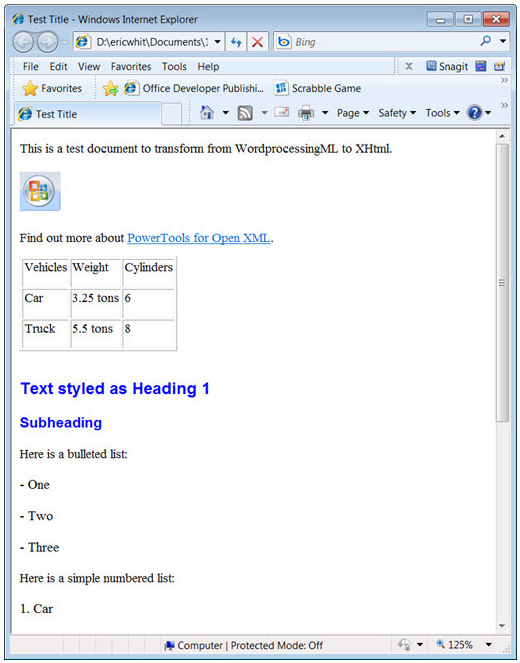 Test Title - Windows Internet Explorer
D:\ericwhit\Documents\1
Bing
File Edit View Favorites Tools Help
x Snagit
Favorites Office Developer Publishi... Scrabble Game
Test Title
Page Safety Tools
This is a test document to transform from WordprocessingML to XHtml.
Find out more about PowerTools for Open XML.
Vehicles Weight Cylinders
Car 3.25 tons 6
Truck 5.5 tons 8
Text styled as Heading 1
Subheading
Here is a bulleted list:
- One
- Two
- Three
Here is a simple numbered list:
1. Car
Computer | Protected Mode: Off
125%